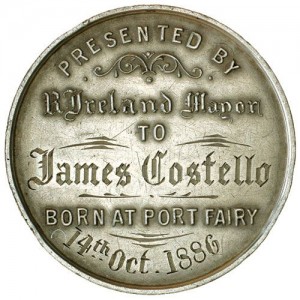 PRESENTED BY
R. Ireland Mayor
TO
James Costello
BORN AT PORT FAIRY
14th Oct. 1886